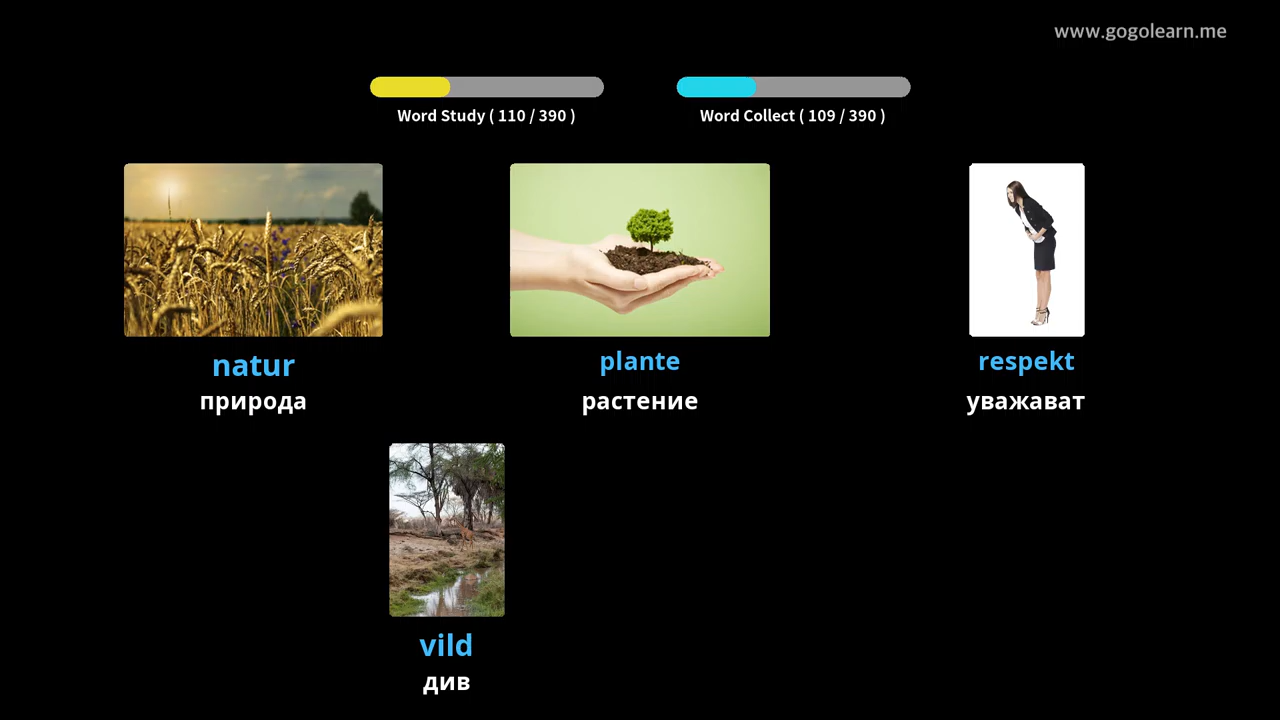 www.gogolearn.me
Word Study ( 110 / 390 )
Word Collect ( 109 / 390 )
natur
plante
respekt
природа
растение
уважават
vild
див